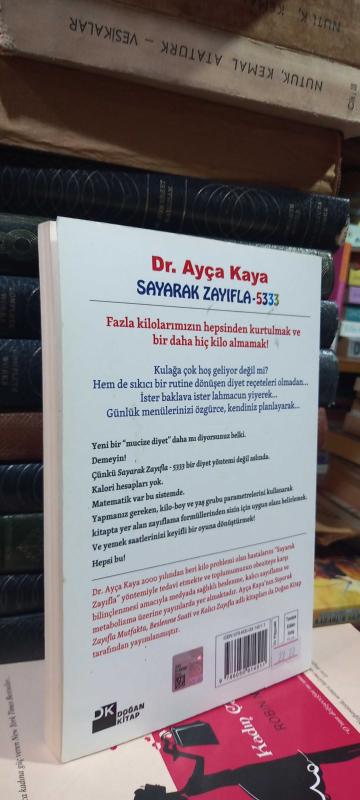 NUTUK, KEMAL
NUTUK, KEMAL ATATÜRK – VESİKALAR
Dr. Ayça Kaya
SAYARAK ZAYIFLA-5333
Fazla kilolarımızın hepsinden kurtulmak ve
bir daha hiç kilo almamak!
Kulağa çok hoş geliyor değil mi?
Hem de sıkıcı bir rutine dönüşen diyet reçeteleri olmadan...
İster baklava ister lahmacun yiyerek...
Günlük menülerinizi özgürce, kendiniz planlayarak...
Yeni bir "mucize diyet" daha mı diyorsunuz belki.
Demeyin!
Çünkü Sayarak Zayıfla - 5333 bir diyet yöntemi değil aslında.
Kalori hesapları yok.
Matematik var bu sistemde.
Yapmanız gereken, kilo-boy ve yaş grubu parametrelerini kullanarak
kitapta yer alan zayıflama formüllerinden sizin için uygun olanı belirlemek.
Ve yemek saatlerinizi keyifli bir oyuna dönüştürmek!
Hepsi bu!
Dr. Ayça Kaya 2000 yılından beri kilo problemi olan hastalarını "Sayarak
Zayıfla" yöntemiyle tedavi etmekte ve toplumumuzun obeziteye karşı
bilinçlenmesi amacıyla medyada sağlıklı beslenme, kalıcı zayıflama ve
metabolizma üzerine yayınlarda yer almaktadır. Ayça Kaya'nın Sayarak
Zayıfla Mutfakta, Beslenme Saati ve Kalıcı Zayıfla adlı kitapları da Doğan Kitap
tarafından yayımlanmıştır.
DK
DOĞAN
KİTAP
Kadın
ROBIN